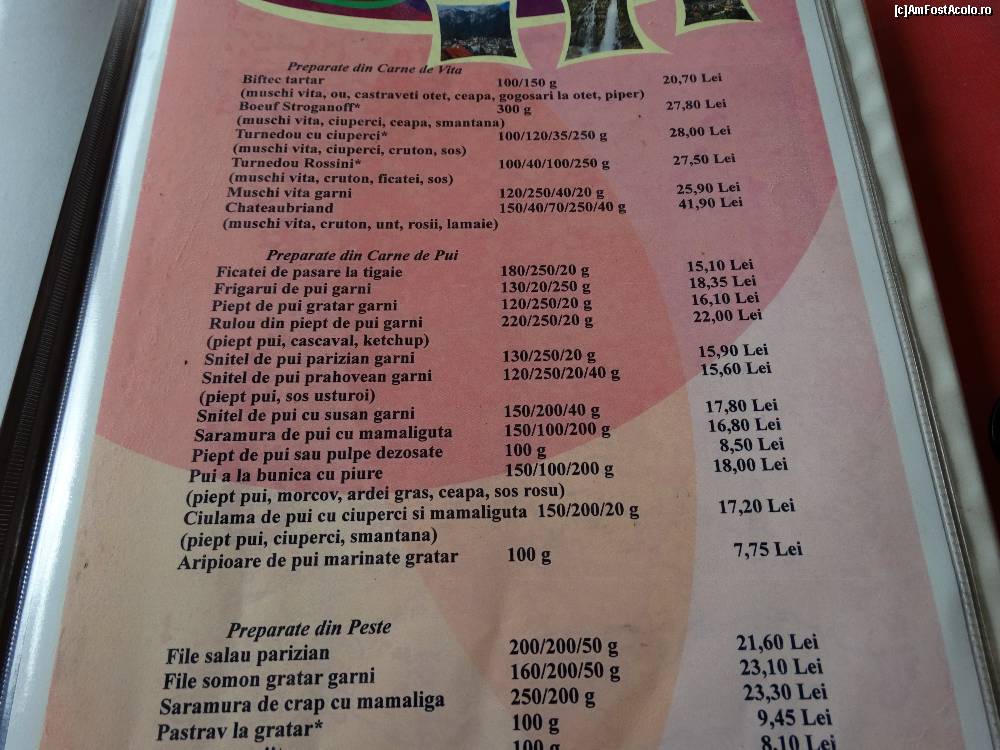 [c]AmFostAcolo.ro
Preparate din Carne de Vita
Biftec tartar 100/150 g 20,70 Lei
(muschi vita, ou, castraveti otet, ceapa, gogosari la otet, piper)
Boeuf Stroganoff* 300 g 27,80 Lei
(muschi vita, ciuperci, ceapa, smantana)
Turnedou cu ciuperci* 100/120/35/250 g 28,00 Lei
(muschi vita, ciuperci, cruton, sos)
Turnedou Rossini* 100/40/100/250 g 27,50 Lei
(muschi vita, cruton, ficatei, sos)
Muschi vita garni 120/250/40/20 g 25,90 Lei
Chateaubriand 150/40/70/250/40 g 41,90 Lei
(muschi vita, cruton, unt, rosii, lamaie)
Preparate din Carne de Pui
Ficatei de pasare la tigaie 180/250/20 g 15,10 Lei
Frigarui de pui garni 130/20/250 g 18,35 Lei
Piept de pui gratar garni 120/250/20 g 16,10 Lei
Rulou din piept de pui garni 220/250/20 g 22,00 Lei
(piept pui, cascaval, ketchup)
Snitel de pui parizian garni 130/250/20 g 15,90 Lei
Snitel de pui prahovean garni 120/250/20/40 g 15,60 Lei
(piept pui, sos usturoi)
Snitel de pui cu susan garni 150/200/40 g 17,80 Lei
Saramura de pui cu mamaliguta 150/100/200 g 16,80 Lei
Piept de pui sau pulpe dezosate 100 g 8,50 Lei
Pui a la bunica cu piure 150/100/200 g 18,00 Lei
(piept pui, morcov, ardei gras, ceapa, sos rosu)
Ciulama de pui cu ciuperci si mamaliguta 150/200/20 g 17,20 Lei
(piept pui, ciuperci, smantana)
Aripioare de pui marinate gratar 100 g 7,75 Lei
Preparate din Peste
File salau parizian 200/200/50 g 21,60 Lei
File somon gratar garni 160/200/50 g 23,10 Lei
Saramura de crap cu mamaliga 250/200 g 23,30 Lei
Pastrav la gratar* 100 g 9,45 Lei
100 g 8,10 Lei